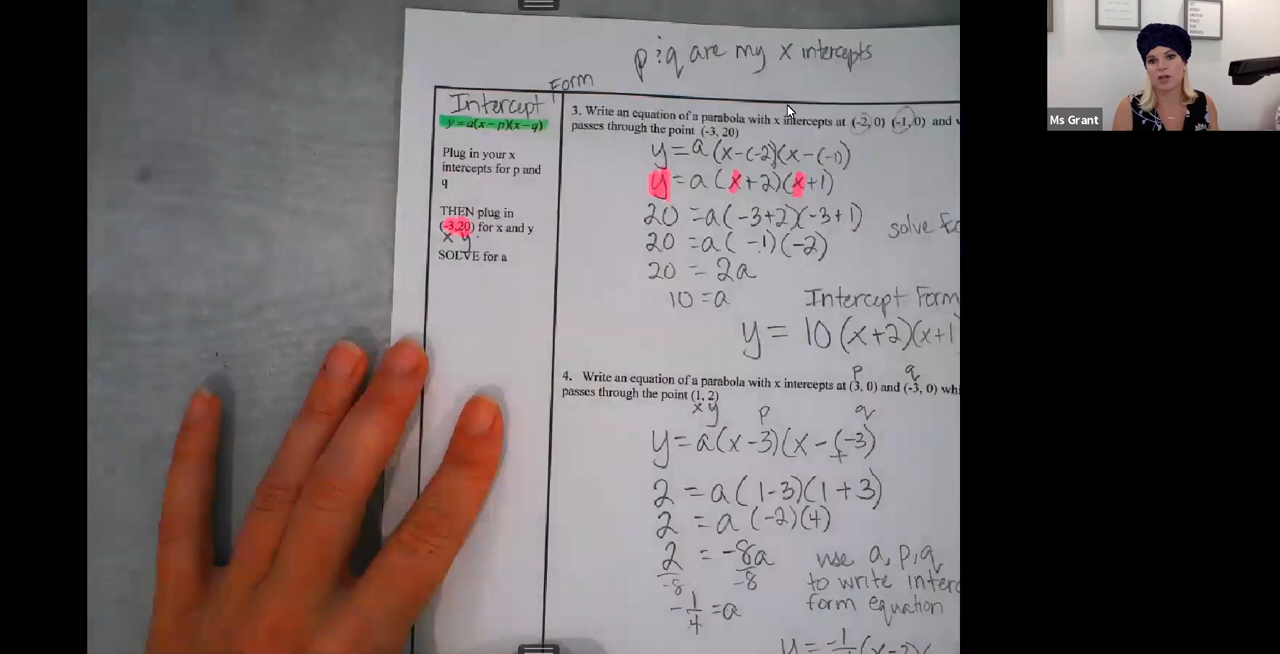 p & q are my x intercepts
Form
Intercept
y = a(x – p)(x – q)
Plug in your x
intercepts for p and
q
THEN plug in
(-3,20) for x and y
x y
SOLVE for a
3. Write an equation of a parabola with x intercepts at (-2, 0) (-1, 0) and
passes through the point (-3, 20)
y = a (x-(-2)(x-(-1)
y = a (x+2)(x+1)
20 = a(-3+2)(-3+1)
20 = a(-1)(-2)
20 = 2a
10 = a
solve
Intercept Form
y = 10(x+2)(x+1
p q
4. Write an equation of a parabola with x intercepts at (3, 0) and (-3, 0)
passes through the point (1, 2)
x y p q
y = a(x-3)(x-(-3)
+
2 = a(1-3)(1+3)
2 = a (-2)(4)
2 = -8a
-8 -8
-1/4 = a
use a, p, q
to write
form equation
Ms Grant